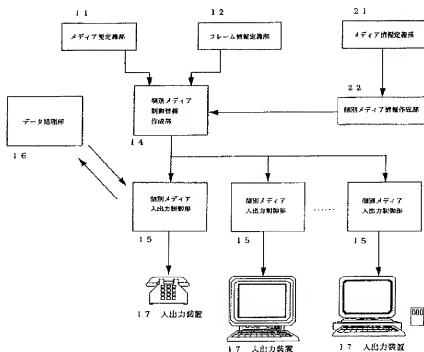 11
メディア型定義部
12
フレーム情報定義部
21
メディア情報定義部
個別メディア
制御情報
作成部
14
22
個別メディア情報作成部
データ処理部
16
個別メディア
入出力制御部
15
個別メディア
入出力制御部
15
......
個別メディア
入出力制御部
15
17 入出力装置
17 入出力装置
17 入出力装置